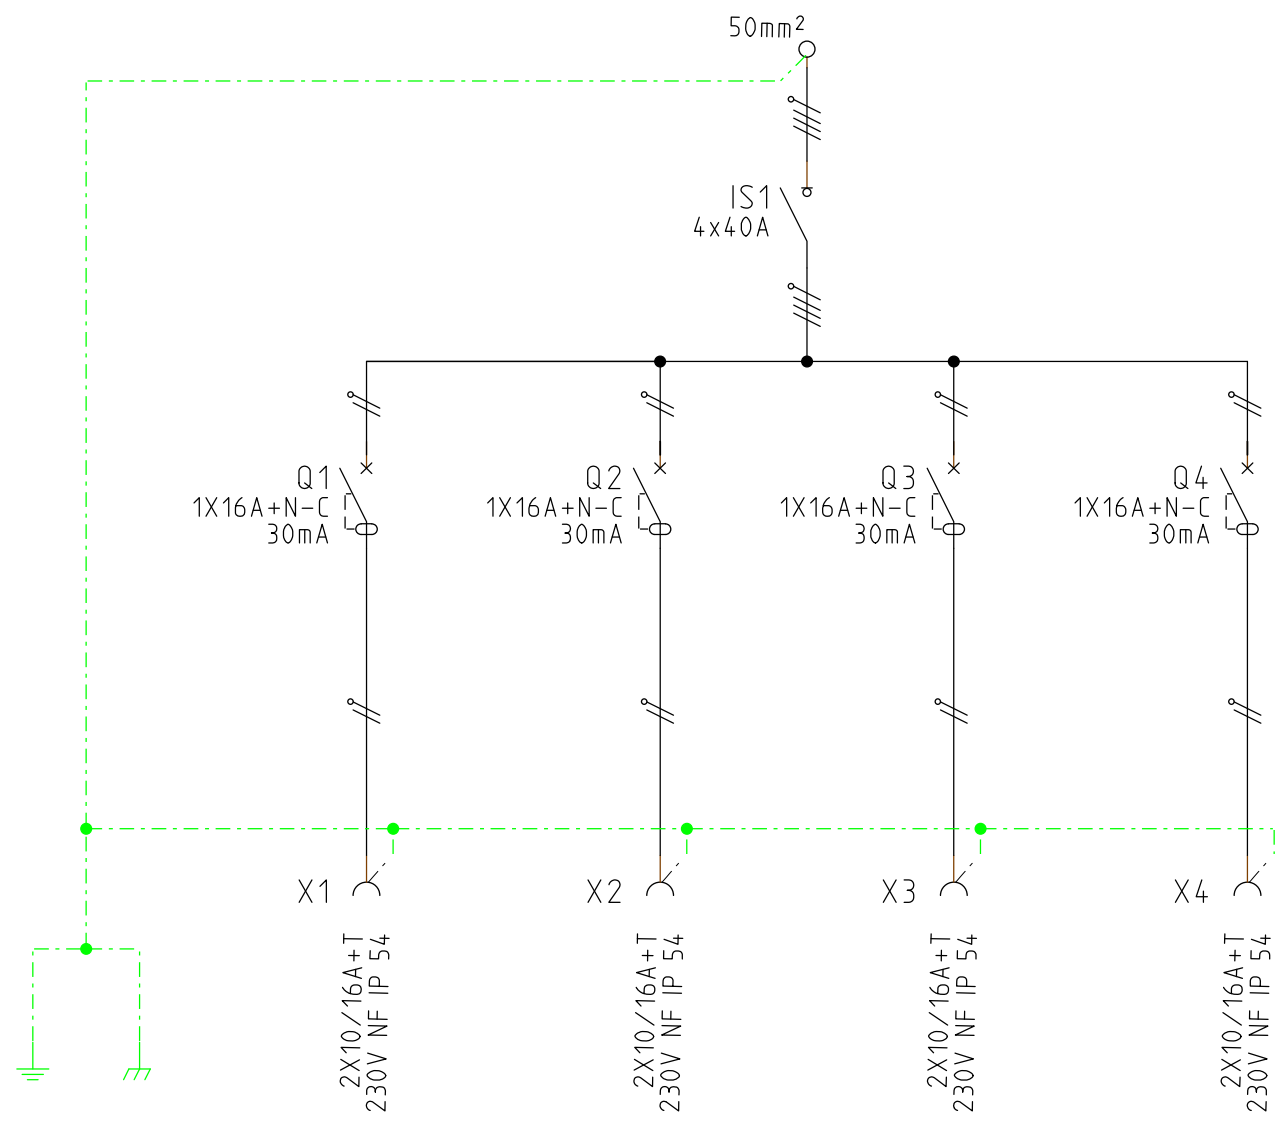 50mm²
IS1
4x40A
Q1
1X16A+N-C
30mA
Q2
1X16A+N-C
30mA
Q3
1X16A+N-C
30mA
Q4
1X16A+N-C
30mA
X1
2X10/16A+T
230V NF IP 54
X2
2X10/16A+T
230V NF IP 54
X3
2X10/16A+T
230V NF IP 54
X4
2X10/16A+T
230V NF IP 54